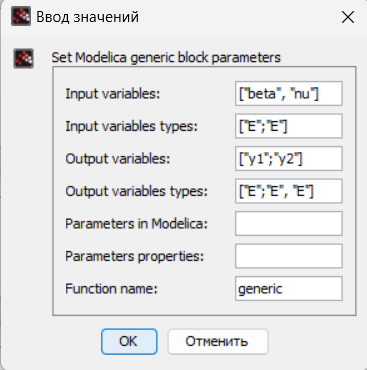 Ввод значений
Set Modelica generic block parameters
Input variables: ["beta", "nu"]
Input variables types: ["E";"E"]
Output variables: ["y1";"y2"]
Output variables types: ["E";"E", "E"]
Parameters in Modelica:
Parameters properties:
Function name: generic
OK Отменить